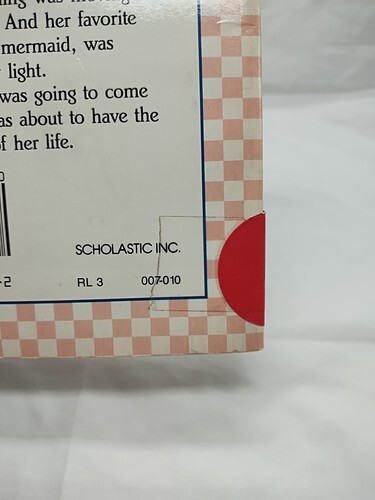 And her favorite
mermaid, was
light.
was going to come
about to have the
of her life.
SCHOLASTIC INC.
RL 3 007-010